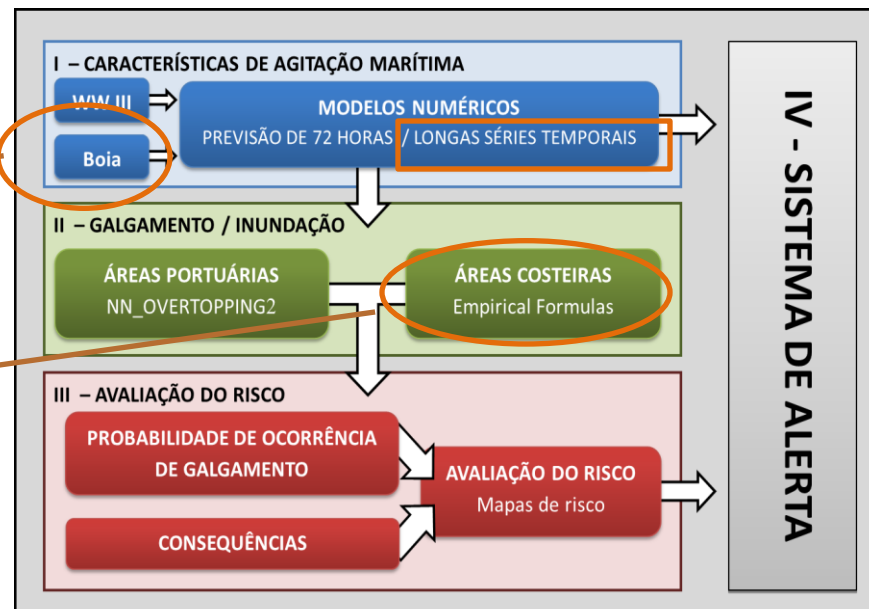 I – CARACTERÍSTICAS DE AGITAÇÃO MARÍTIMA
WW III
Boia
MODELOS NUMÉRICOS
PREVISÃO DE 72 HORAS / LONGAS SÉRIES TEMPORAIS
II – GALGAMENTO / INUNDAÇÃO
ÁREAS PORTUÁRIAS
NN_OVERTOPPING2
ÁREAS COSTEIRAS
Empirical Formulas
III – AVALIAÇÃO DO RISCO
PROBABILIDADE DE OCORRÊNCIA
DE GALGAMENTO
CONSEQUÊNCIAS
AVALIAÇÃO DO RISCO
Mapas de risco
IV - SISTEMA DE ALERTA